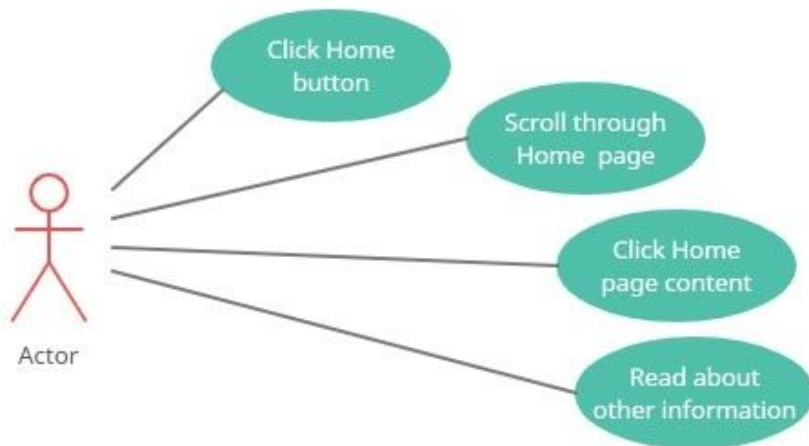 Click Home
button
Scroll through
Home page
Click Home
page content
Actor
Read about
other information